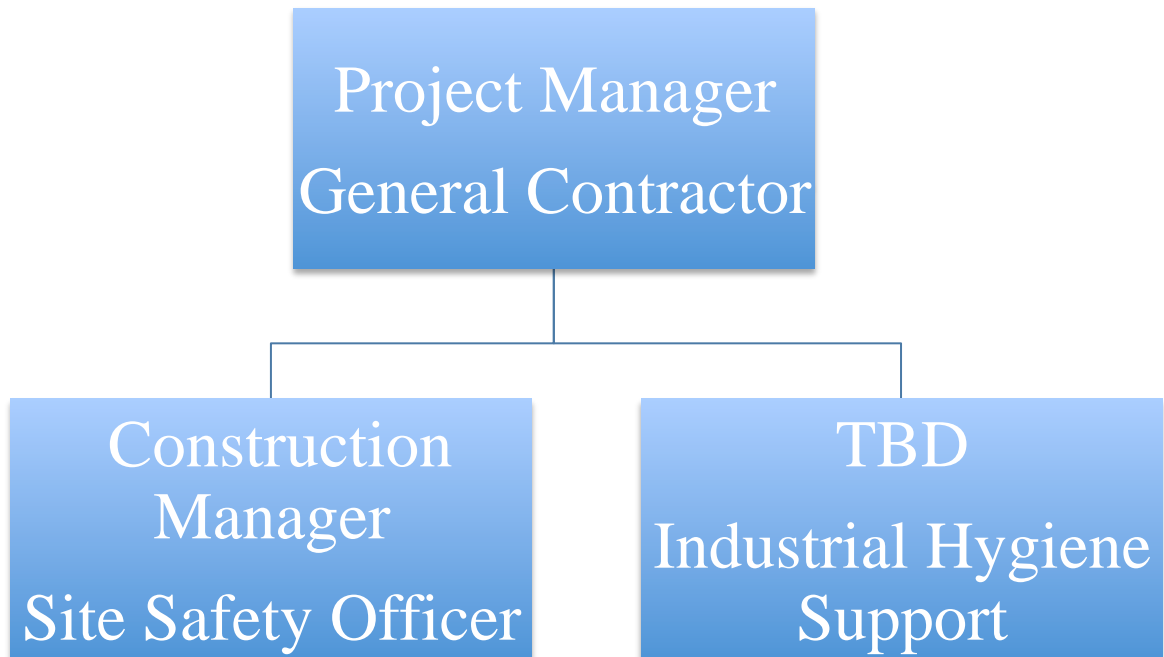 Project Manager
General Contractor
Construction
Manager
Site Safety Officer
TBD
Industrial Hygiene
Support